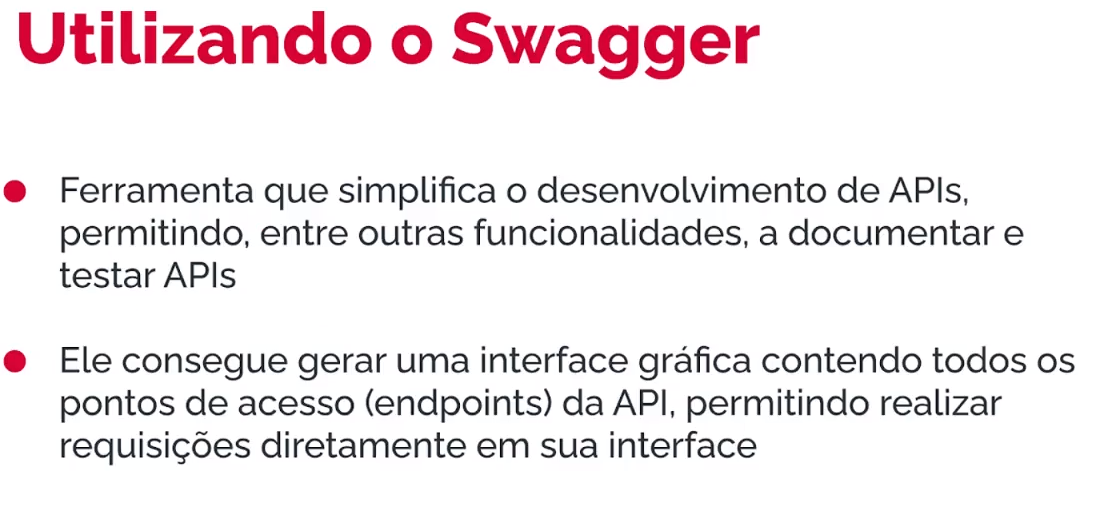 Utilizando o Swagger
Ferramenta que simplifica o desenvolvimento de APIs,
permitindo, entre outras funcionalidades, a documentar e
testar APIs
Ele consegue gerar uma interface gráfica contendo todos os
pontos de acesso (endpoints) da API, permitindo realizar
requisições diretamente em sua interface